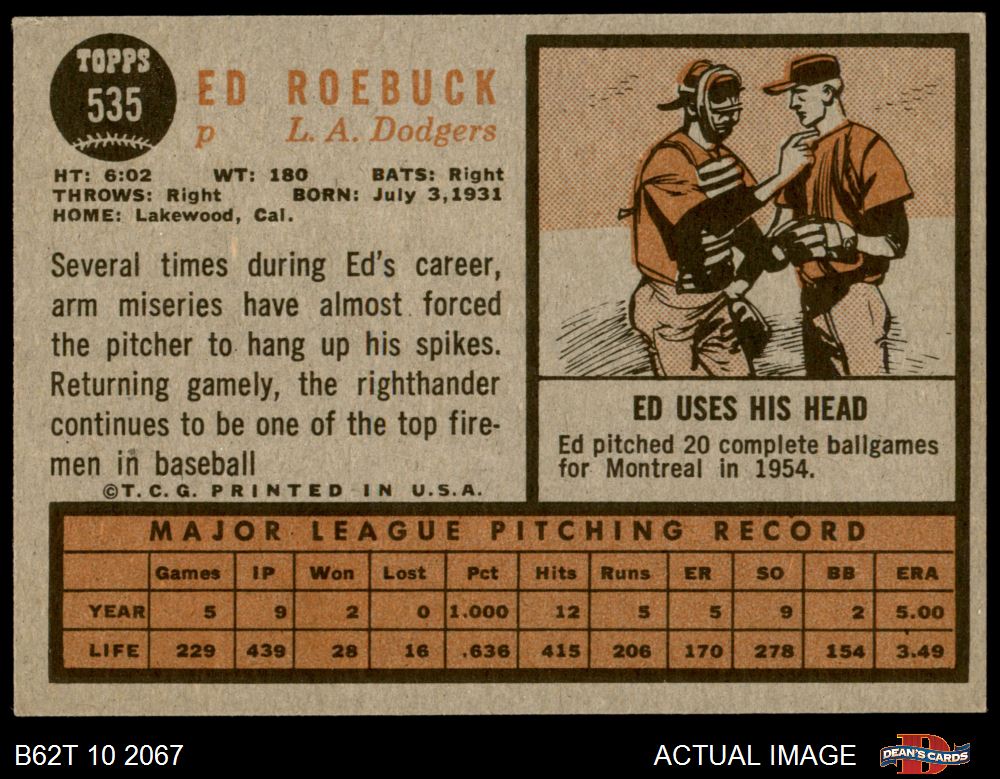 TOPPS
535
ED ROEBUCK
p L. A. Dodgers
HT: 6:02 WT: 180 BATS: Right
THROWS: Right BORN: July 3,1931
HOME: Lakewood, Cal.
Several times during Ed's career,
arm miseries have almost forced
the pitcher to hang up his spikes.
Returning gamely, the righthander
continues to be one of the top fire-
men in baseball
©T. C. G. PRINTED IN U.S.A.
ED USES HIS HEAD
Ed pitched 20 complete ballgames
for Montreal in 1954.
MAJOR LEAGUE PITCHING RECORD
Games IP Won Lost Pct Hits Runs ER SO BB ERA
YEAR 5 9 2 0 1.000 12 5 5 9 2 5.00
LIFE 229 439 28 16 .636 415 206 170 278 154 3.49
B62T 10 2067 ACTUAL IMAGE
DEAN'S CARDS